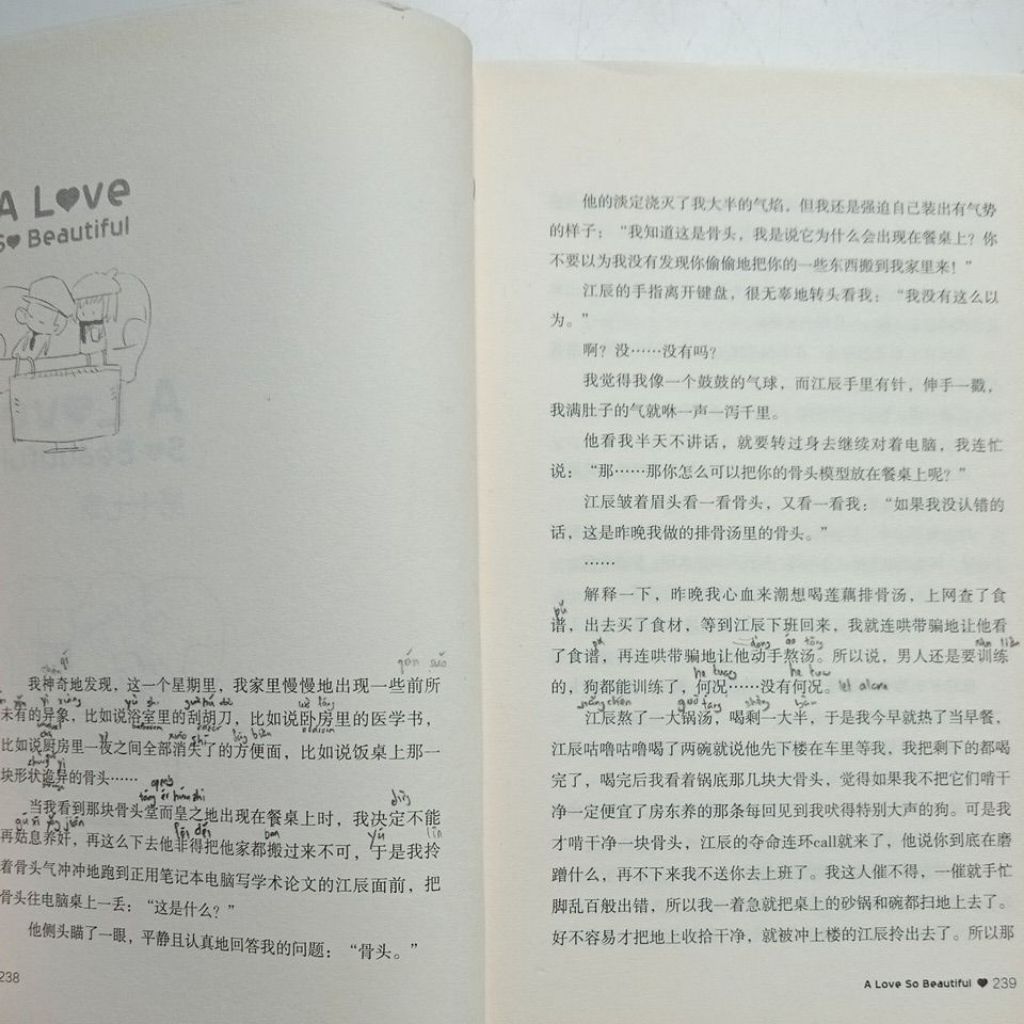 A Love
So Beautiful
我神奇地发现，这一个星期里，我家里慢慢地出现一些前所
未有的异象，比如说浴室里的刮胡刀，比如说卧房里的医学书，
比如说厨房里一夜之间全部消失了的方便面，比如说饭桌上那一
块形状诡异的骨头……
当我看到那块骨头堂而皇之地出现在餐桌上时，我决定不能
再姑息养奸，再这么下去他非得把他家都搬过来不可，于是我拎
着骨头气冲冲地跑到正用笔记本电脑写学术论文的江辰面前，把
骨头往电脑桌上一丢：“这是什么？”
他侧头瞄了一眼，平静且认真地回答我的问题：“骨头。”
238
他的淡定浇灭了我大半的气焰，但我还是强迫自己装出有气势
的样子：“我知道这是骨头，我是说它为什么会出现在餐桌上？你
不要以为我没有发现你偷偷地把你的一些东西搬到我家里来！”
江辰的手指离开键盘，很无辜地转头看我：“我没有这么以
为。”
啊？没……没有吗？
我觉得我像一个鼓鼓的气球，而江辰手里有针，伸手一戳，
我满肚子的气就咻一声一泻千里。
他看我半天不讲话，就要转过身去继续对着电脑，我连忙
说：“那……那你怎么可以把你的骨头模型放在餐桌上呢？”
江辰皱着眉头看一看骨头，又看一看我：“如果我没认错的
话，这是昨晚我做的排骨汤里的骨头。”
……
解释一下，昨晚我心血来潮想喝莲藕排骨汤，上网查了食
pǔ
谱，出去买了食材，等到江辰下班回来，我就连哄带骗地让他看
dòng áo tāng
了食谱，再连哄带骗地让他动手熬汤。所以说，男人还是要训练
的，狗都能训练了，何况……没有何况。let alone
江辰熬了一大锅汤，喝剩一大半，于是我今早就热了当早餐，
江辰咕噜咕噜喝了两碗就说他先下楼在车里等我，我把剩下的都喝
完了，喝完后我看着锅底那几块大骨头，觉得如果我不把它们啃干
净一定便宜了房东养的那条每回见到我吠得特别大声的狗。可是我
才啃干净一块骨头，江辰的夺命连环call就来了，他说你到底在磨
蹭什么，再不下来我不送你去上班了。我这人催不得，一催就手忙
脚乱百般出错，所以我一着急就把桌上的砂锅和碗都扫地上去了。
好不容易才把地上收拾干净，就被冲上楼的江辰拎出去了。所以那
A Love So Beautiful 239